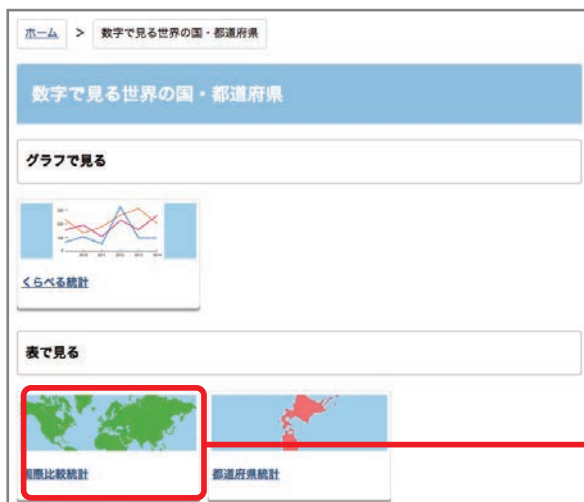 ホーム > 数字で見る世界の国・都道府県
数字で見る世界の国・都道府県
グラフで見る
くらべる統計
表で見る
国際比較統計
都道府県統計